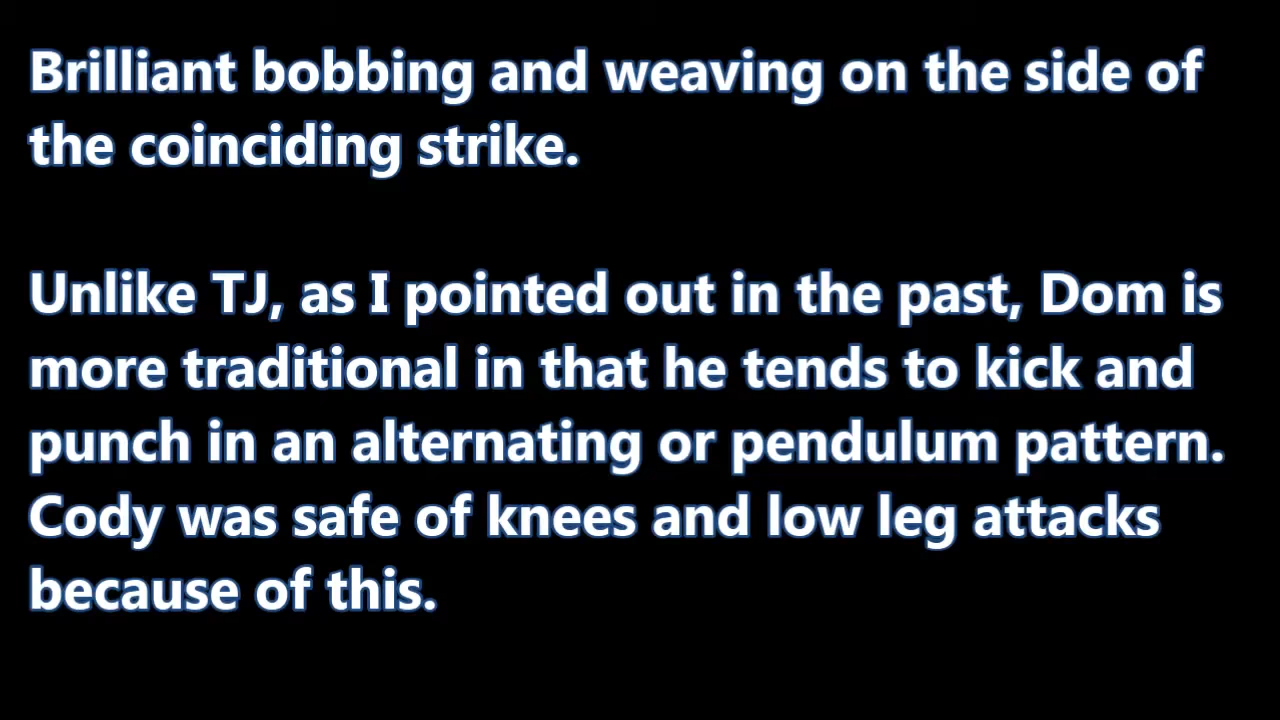 Brilliant bobbing and weaving on the side of
the coinciding strike.
Unlike TJ, as I pointed out in the past, Dom is
more traditional in that he tends to kick and
punch in an alternating or pendulum pattern.
Cody was safe of knees and low leg attacks
because of this.